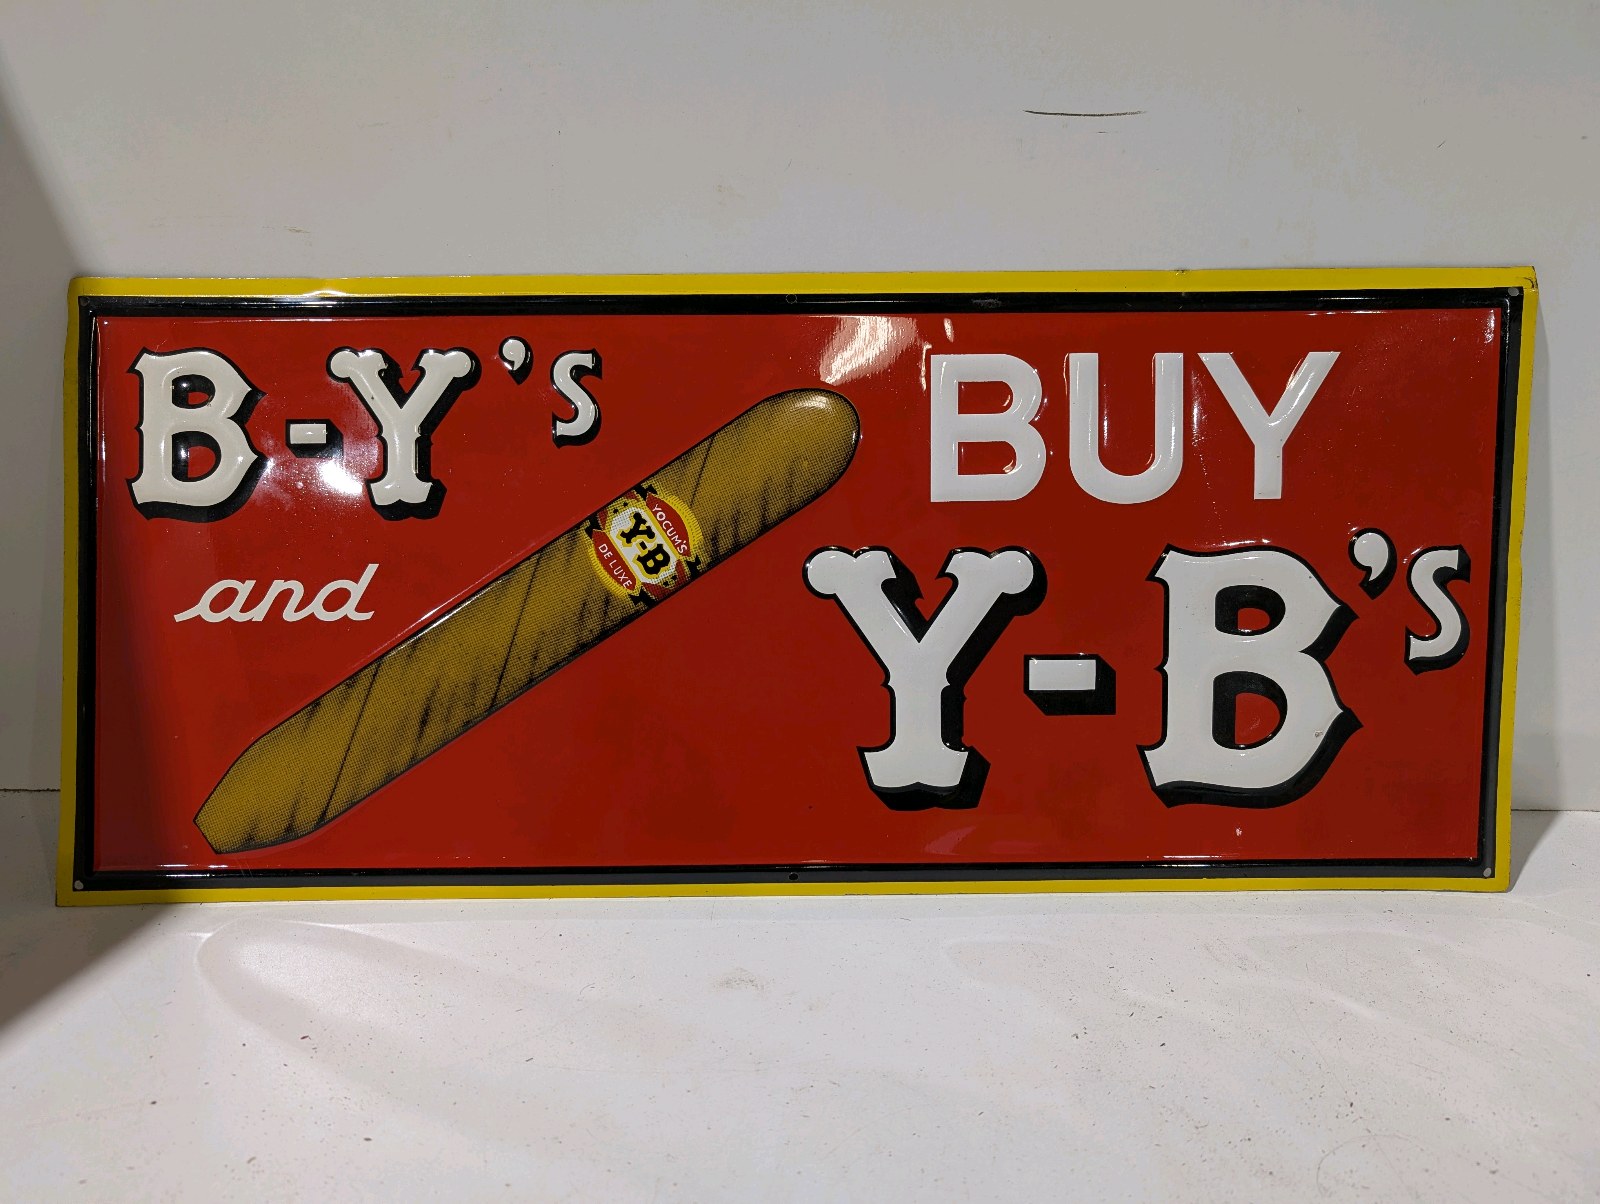 B-Y's
and
BUY
Y-B's
YOCUM'S
Y-B
DE LUXE